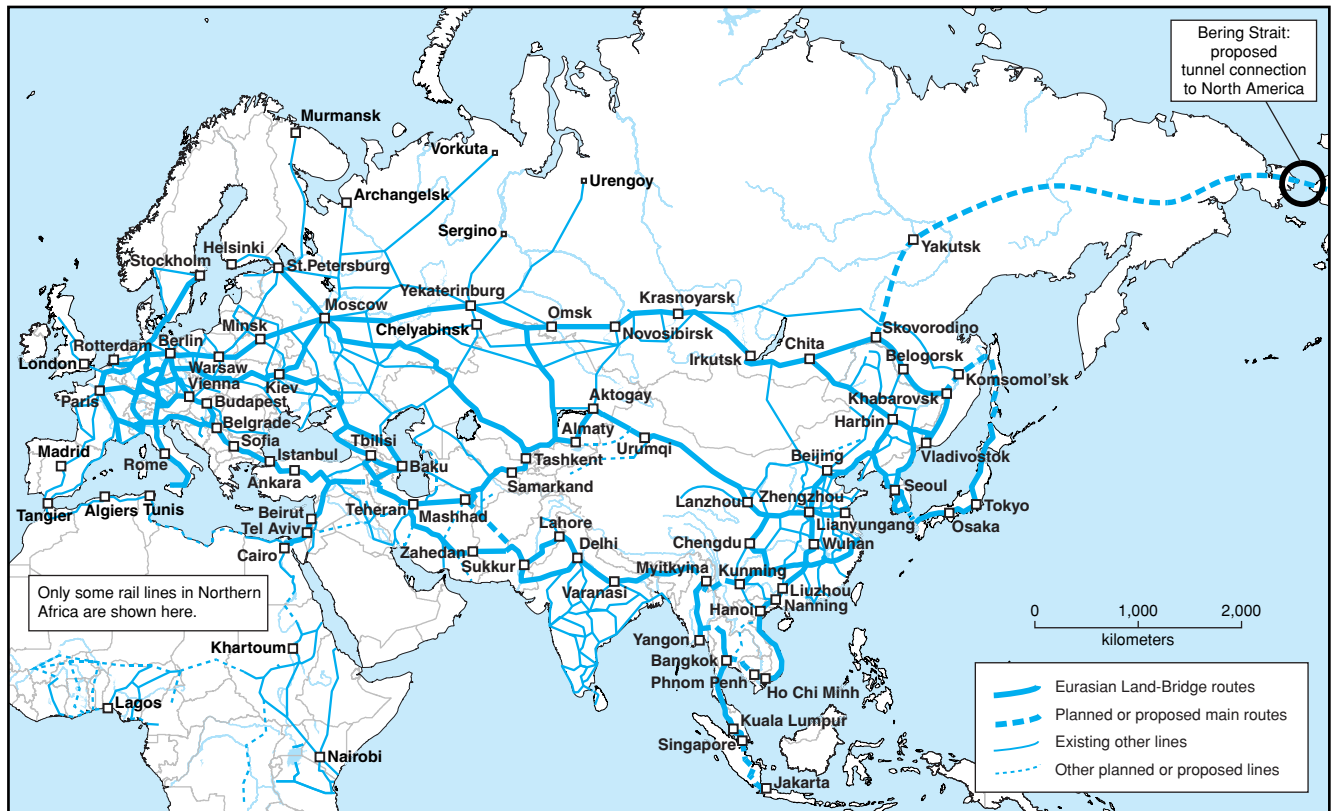 Bering Strait:
proposed
tunnel connection
to North America
Murmansk
Vorkuta
Urengoy
Archangelsk
Sergino
Yakutsk
Helsinki
Stockholm
St.Petersburg
Yekaterinburg
Krasnoyarsk
Moscow
Omsk
Skovorodino
Minsk
Chelyabinsk
Novosibirsk
Rotterdam
Berlin
Chita
London
Irkutsk
Belogorsk
Warsaw
Komsomol'sk
Vienna
Kiev
Aktogay
Paris
Budapest
Khabarovsk
Belgrade
Almaty
Harbin
Sofia
Tbilisi
Urumqi
Madrid
Istanbul
Beijing
Vladivostok
Rome
Baku
Tashkent
Ankara
Samarkand
Seoul
Tangier
Algiers
Tunis
Teheran
Lanzhou
Zhengzhou
Tokyo
Beirut
Mashhad
Lianyungang
Osaka
Tel Aviv
Lahore
Cairo
Zahedan
Delhi
Chengdu
Wuhan
Sukkur
Myitkyina
Kunming
Varanasi
Liuzhou
Hanoi
Nanning
Only some rail lines in Northern
Africa are shown here.
0 1,000 2,000
kilometers
Khartoum
Yangon
Bangkok
Phnom Penh
Ho Chi Minh
Lagos
Kuala Lumpur
Singapore
Nairobi
Jakarta
Eurasian Land-Bridge routes
Planned or proposed main routes
Existing other lines
Other planned or proposed lines